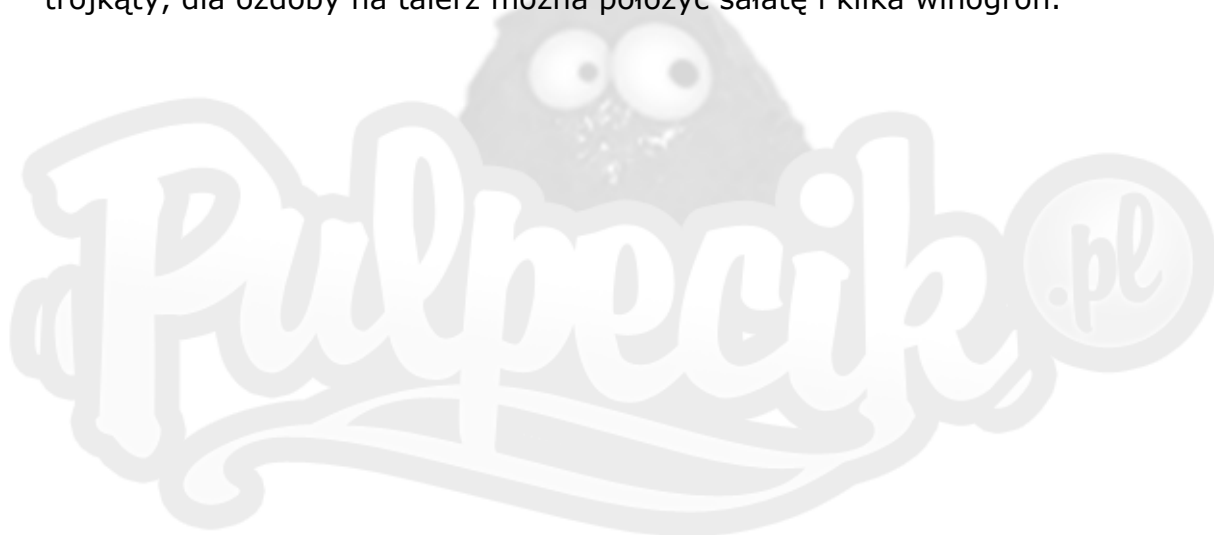 trójkąty, dla ozdoby na talerz można położyć sałatę i kilka winogron.
Pulpecik .pl